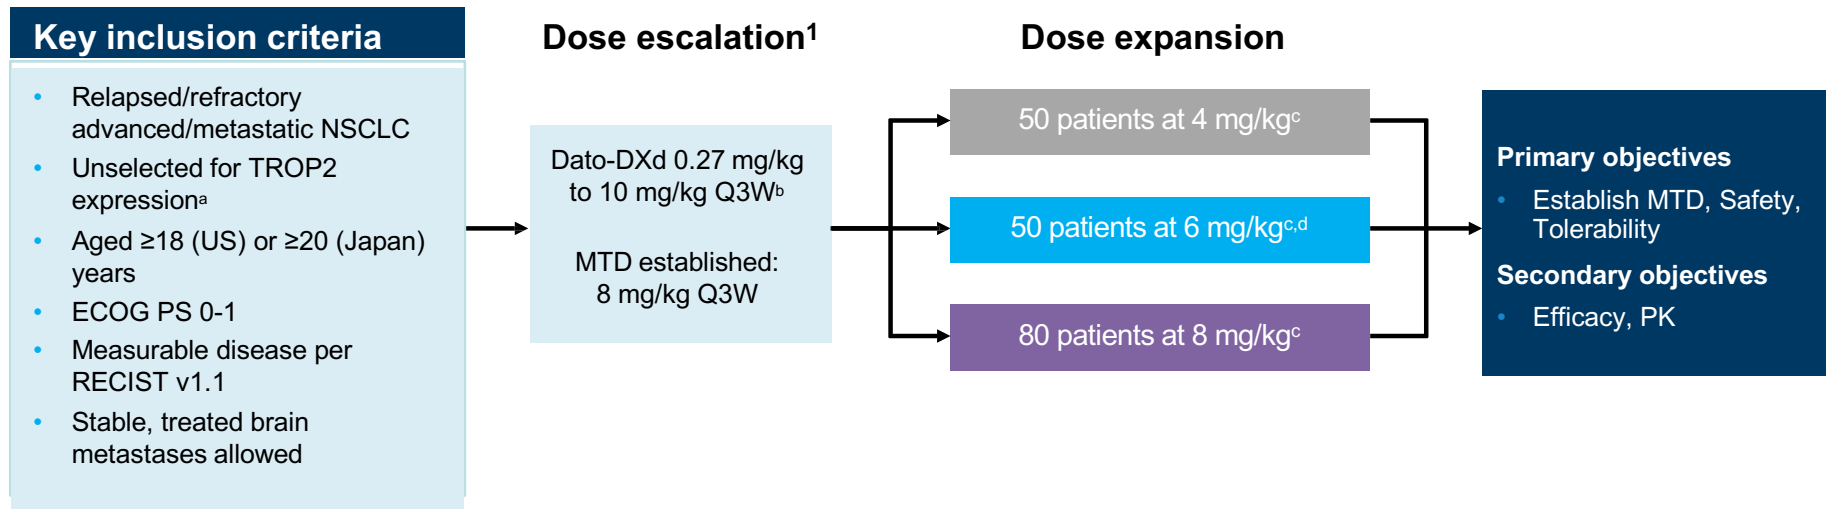 Key inclusion criteria
• Relapsed/refractory
advanced/metastatic NSCLC
• Unselected for TROP2
expressionᵃ
• Aged ≥18 (US) or ≥20 (Japan)
years
• ECOG PS 0-1
• Measurable disease per
RECIST v1.1
• Stable, treated brain
metastases allowed
Dose escalation¹
Dato-DXd 0.27 mg/kg
to 10 mg/kg Q3Wᵇ
MTD established:
8 mg/kg Q3W
Dose expansion
50 patients at 4 mg/kgᶜ
50 patients at 6 mg/kgᶜ,ᵈ
80 patients at 8 mg/kgᶜ
Primary objectives
• Establish MTD, Safety,
Tolerability
Secondary objectives
• Efficacy, PK